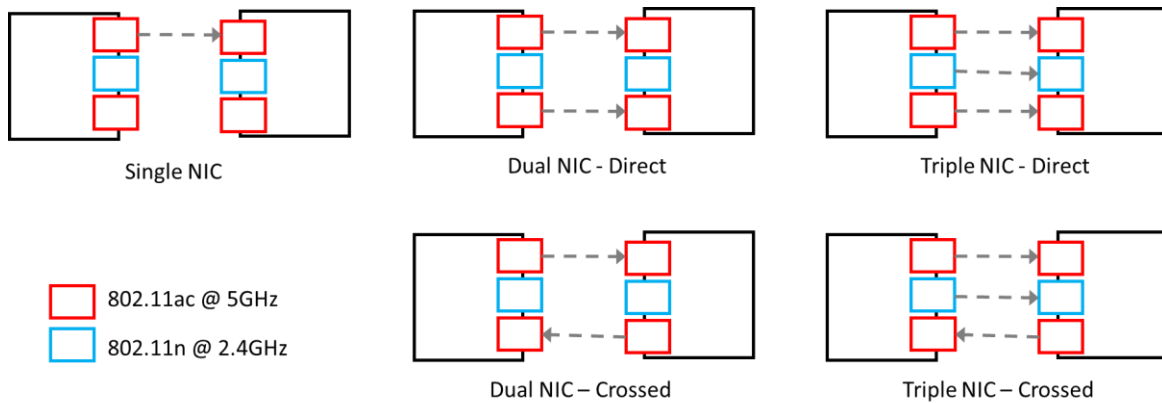 Single NIC
Dual NIC - Direct
Triple NIC - Direct
802.11ac @ 5GHz
802.11n @ 2.4GHz
Dual NIC – Crossed
Triple NIC – Crossed